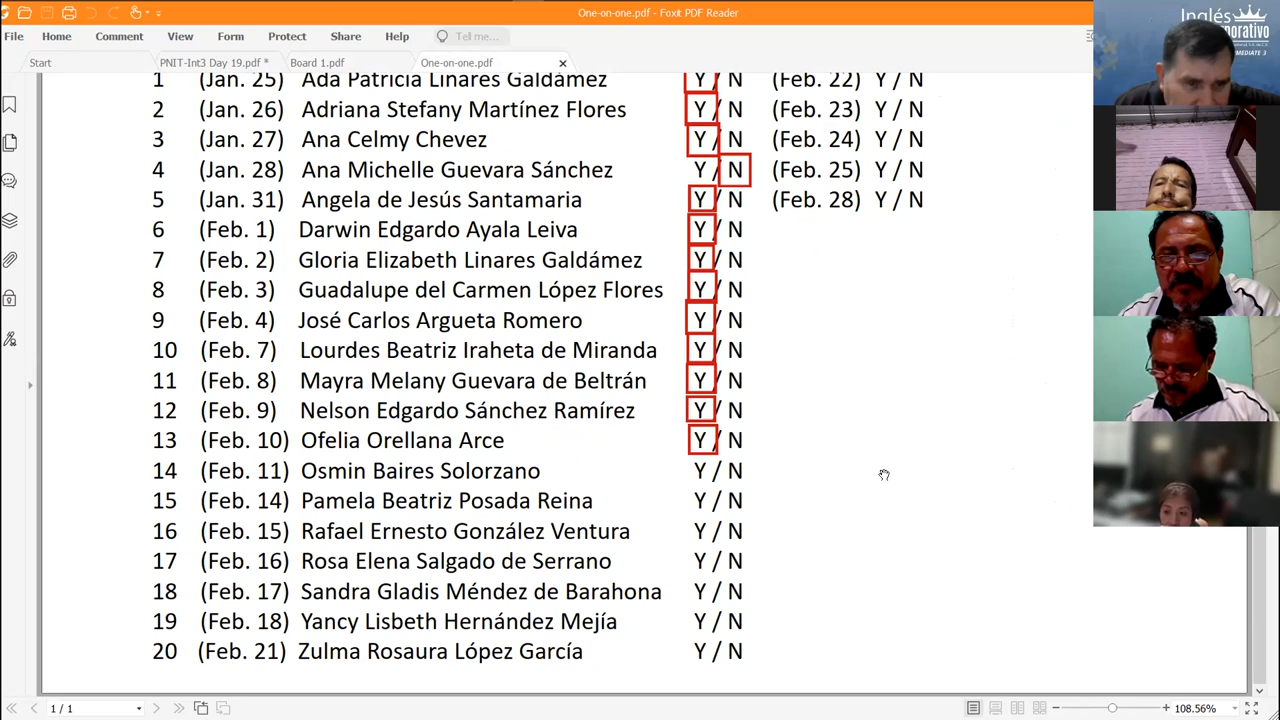 One-on-one.pdf - Foxit PDF Reader
File Home Comment View Form Protect Share Help Tell me...
Start PNIT-Int3 Day 19.pdf * Board 1.pdf One-on-one.pdf
1 (Jan. 25) Ada Patricia Linares Galdámez Y / N (Feb. 22) Y / N
2 (Jan. 26) Adriana Stefany Martínez Flores Y / N (Feb. 23) Y / N
3 (Jan. 27) Ana Celmy Chevez Y / N (Feb. 24) Y / N
4 (Jan. 28) Ana Michelle Guevara Sánchez Y / N (Feb. 25) Y / N
5 (Jan. 31) Angela de Jesús Santamaria Y / N (Feb. 28) Y / N
6 (Feb. 1) Darwin Edgardo Ayala Leiva Y / N
7 (Feb. 2) Gloria Elizabeth Linares Galdámez Y / N
8 (Feb. 3) Guadalupe del Carmen López Flores Y / N
9 (Feb. 4) José Carlos Argueta Romero Y / N
10 (Feb. 7) Lourdes Beatriz Iraheta de Miranda Y / N
11 (Feb. 8) Mayra Melany Guevara de Beltrán Y / N
12 (Feb. 9) Nelson Edgardo Sánchez Ramírez Y / N
13 (Feb. 10) Ofelia Orellana Arce Y / N
14 (Feb. 11) Osmin Baires Solorzano Y / N
15 (Feb. 14) Pamela Beatriz Posada Reina Y / N
16 (Feb. 15) Rafael Ernesto González Ventura Y / N
17 (Feb. 16) Rosa Elena Salgado de Serrano Y / N
18 (Feb. 17) Sandra Gladis Méndez de Barahona Y / N
19 (Feb. 18) Yancy Lisbeth Hernández Mejía Y / N
20 (Feb. 21) Zulma Rosaura López García Y / N
1 / 1 108.56%
Inglés